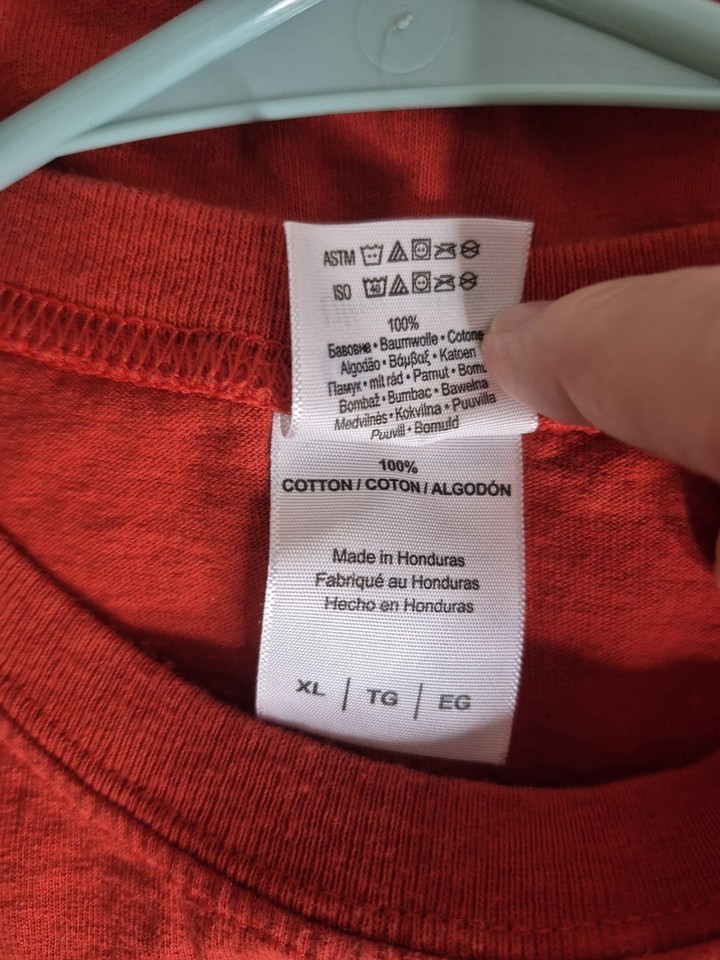 ASTM
ISO 40
100%
Бавовна • Baumwolle • Cotone
Algodão • Βάμβαξ • Katoen
Памук • mit rád • Pamut •
Bombaž • Bumbac • Bawełna
Medvilnės • Kokvilna • Puuvilla
Puuvill • Bomuld
100%
COTTON / COTON / ALGODÓN
Made in Honduras
Fabriqué au Honduras
Hecho en Honduras
XL | TG | EG